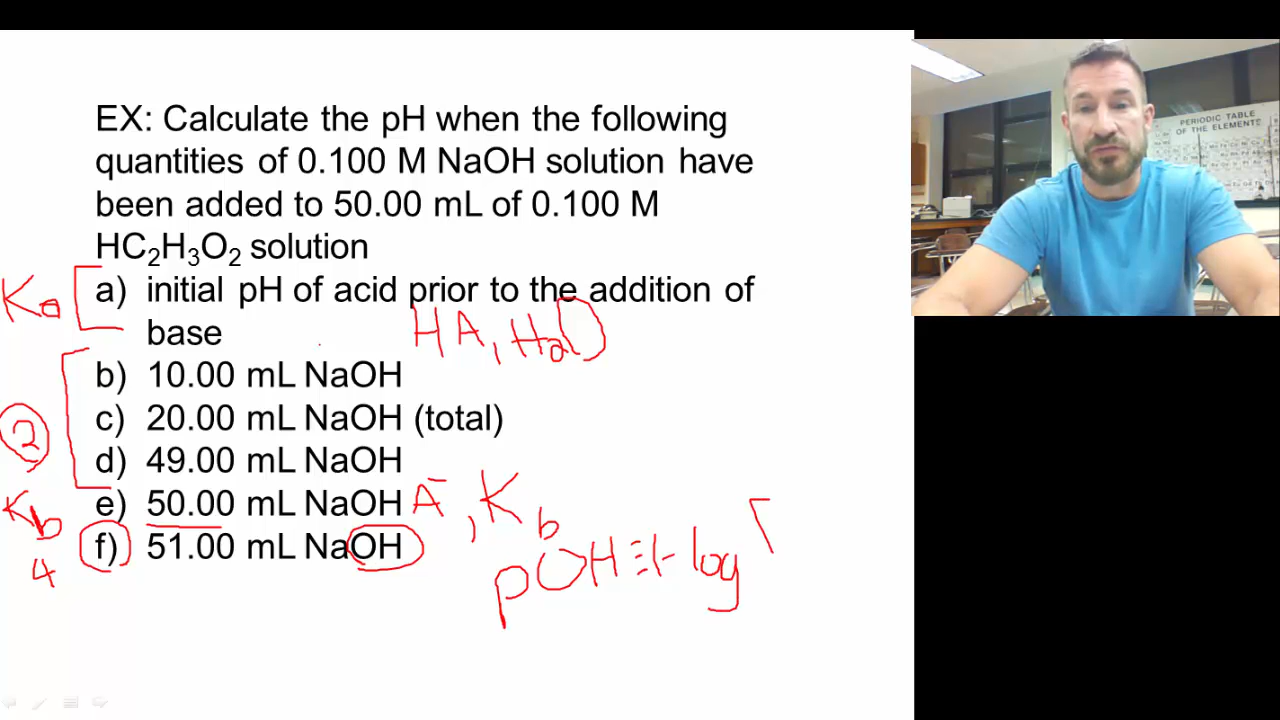 EX: Calculate the pH when the following
quantities of 0.100 M NaOH solution have
been added to 50.00 mL of 0.100 M
HC₂H₃O₂ solution
Ka
a) initial pH of acid prior to the addition of
base
HA, H₂O
b) 10.00 mL NaOH
c) 20.00 mL NaOH (total)
2
d) 49.00 mL NaOH
Kb
e) 50.00 mL NaOH
A⁻, Kb
f) 51.00 mL NaOH
4
pOH = - log [
PERIODIC TABLE
OF THE ELEMENTS